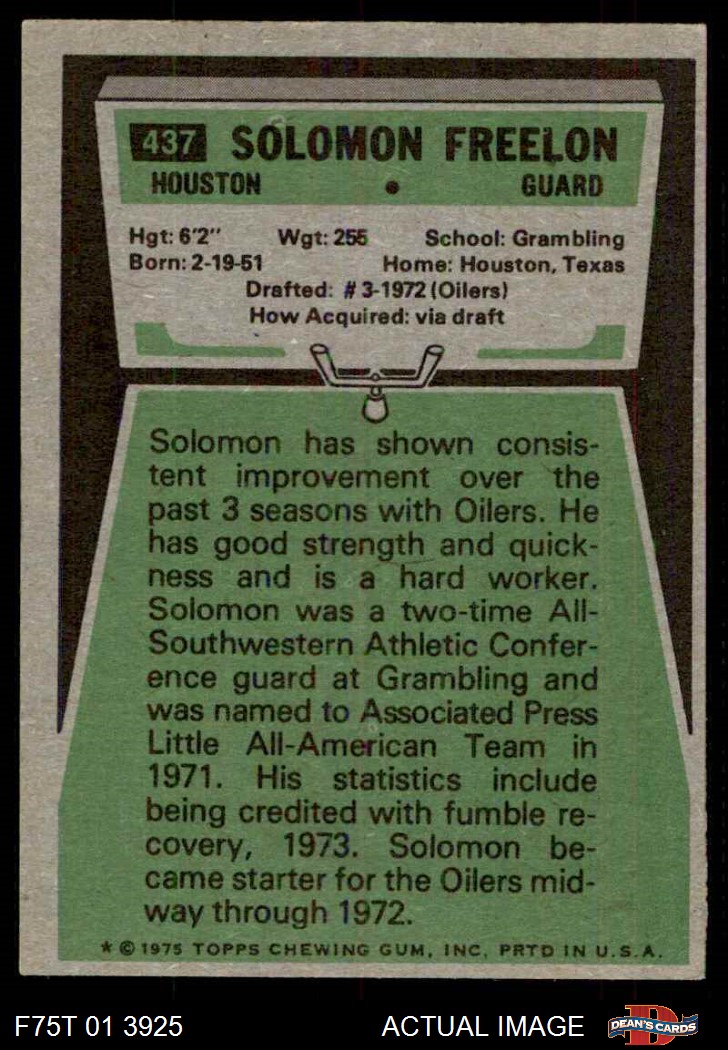 437 SOLOMON FREELON
HOUSTON • GUARD
Hgt: 6'2" Wgt: 255 School: Grambling
Born: 2-19-51 Home: Houston, Texas
Drafted: #3-1972 (Oilers)
How Acquired: via draft
Solomon has shown consis-
tent improvement over the
past 3 seasons with Oilers. He
has good strength and quick-
ness and is a hard worker.
Solomon was a two-time All-
Southwestern Athletic Confer-
ence guard at Grambling and
was named to Associated Press
Little All-American Team in
1971. His statistics include
being credited with fumble re-
covery, 1973. Solomon be-
came starter for the Oilers mid-
way through 1972.
* © 1975 TOPPS CHEWING GUM, INC. PRTD IN U.S.A.
F75T 01 3925 ACTUAL IMAGE D DEAN'S CARDS